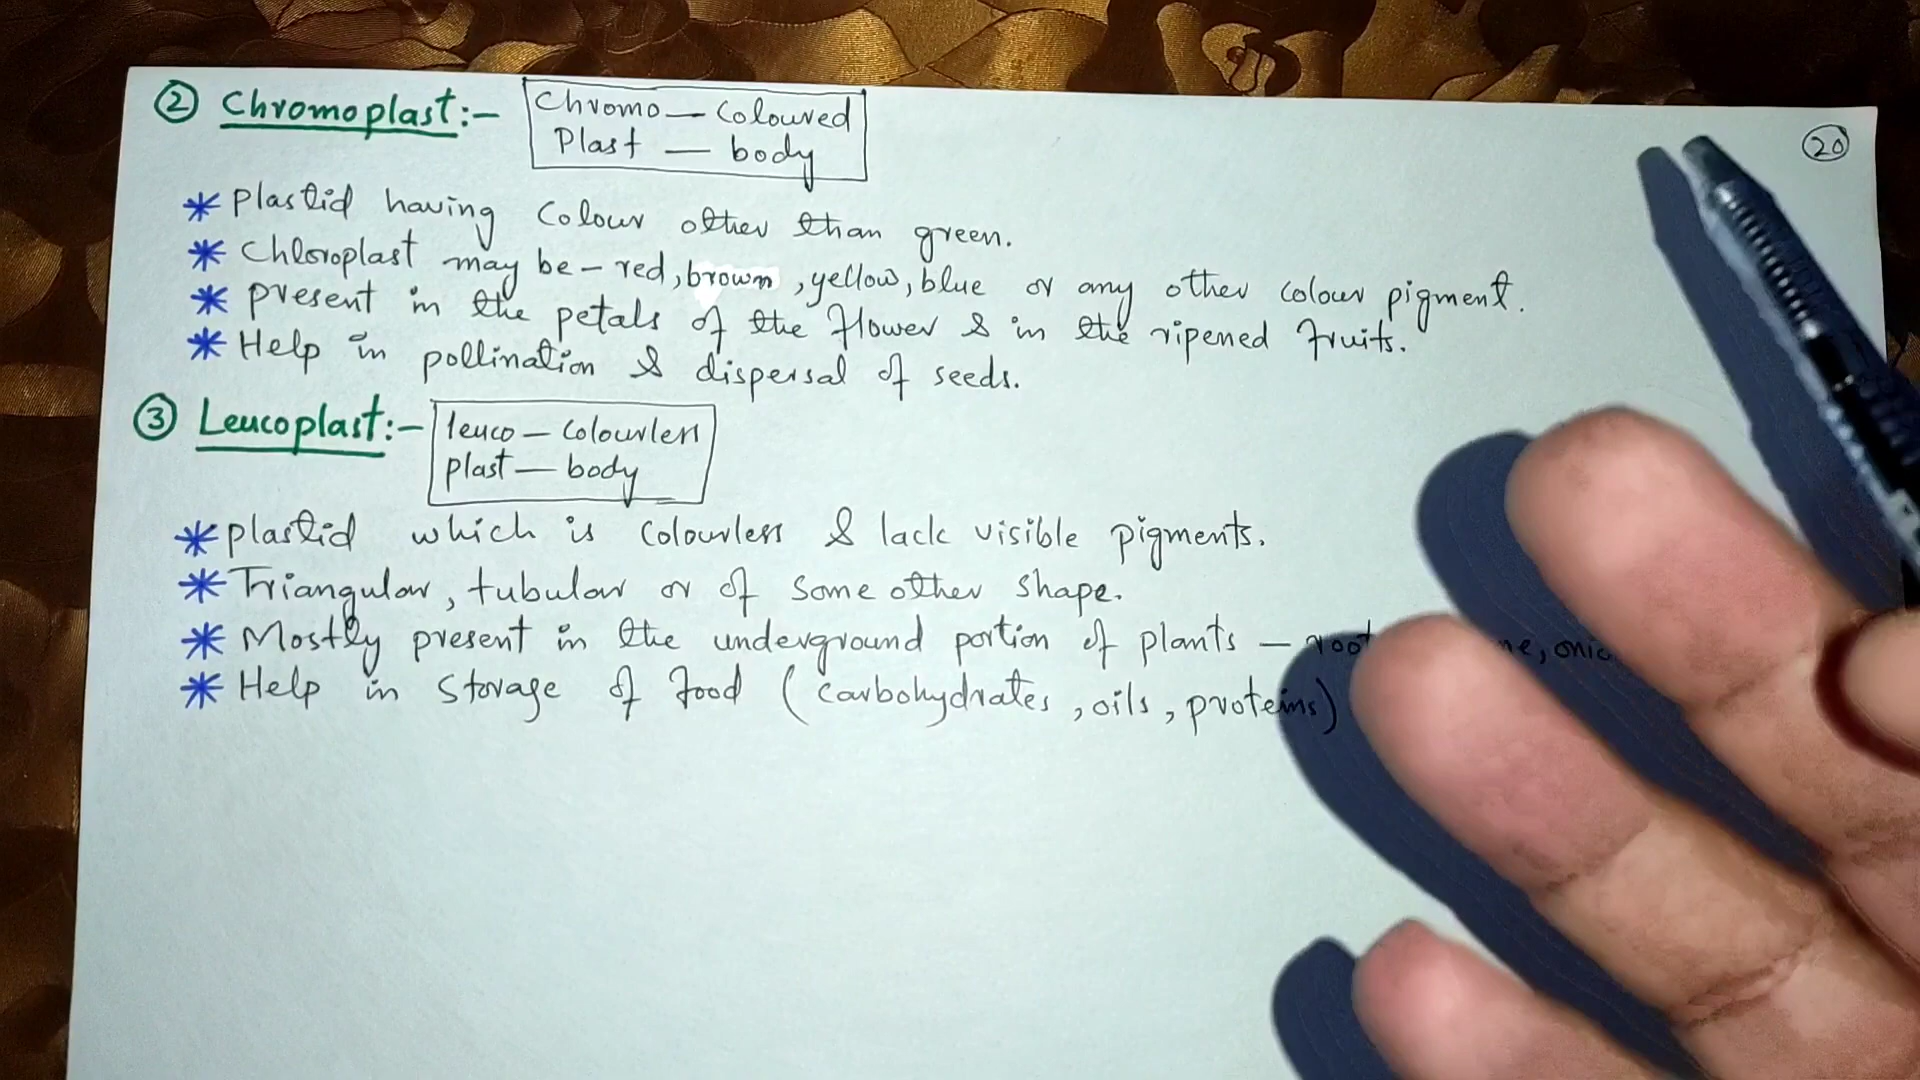 ② Chromoplast:- Chromo — Coloured
Plast — body
20
* Plastid having Colour other than green.
* Chloroplast may be - red, brown, yellow, blue or any other colour pigment.
* Present in the petals of the flower & in the ripened fruits.
* Help in pollination & dispersal of seeds.
③ Leucoplast:- leuco — Colourless
plast — body
* Plastid which is Colourless & lack visible pigments.
* Triangular, tubular or of some other shape.
* Mostly present in the underground portion of plants —
* Help in Storage of food (carbohydrates, oils, proteins)